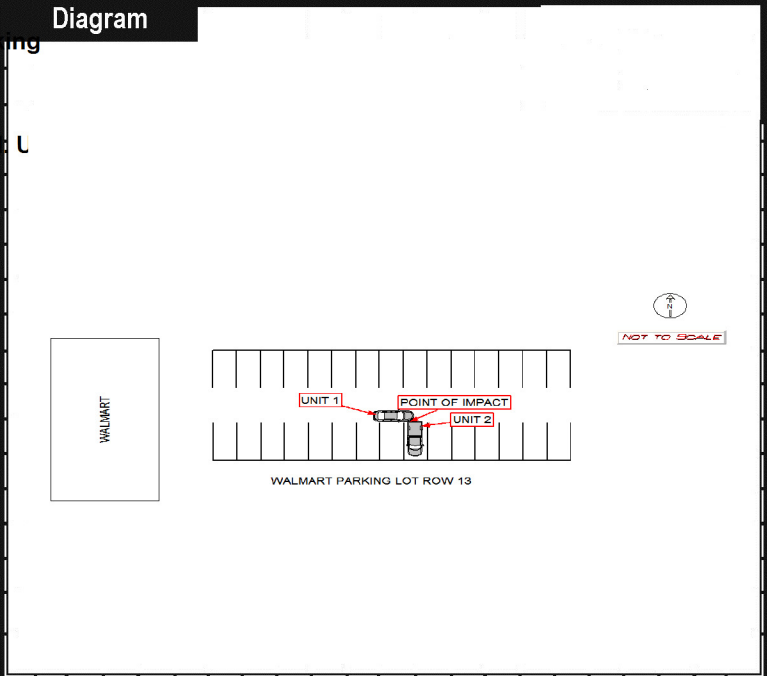 Diagram
ing
U
N
NOT TO SCALE
UNIT 1
POINT OF IMPACT
UNIT 2
WALMART
WALMART PARKING LOT ROW 13